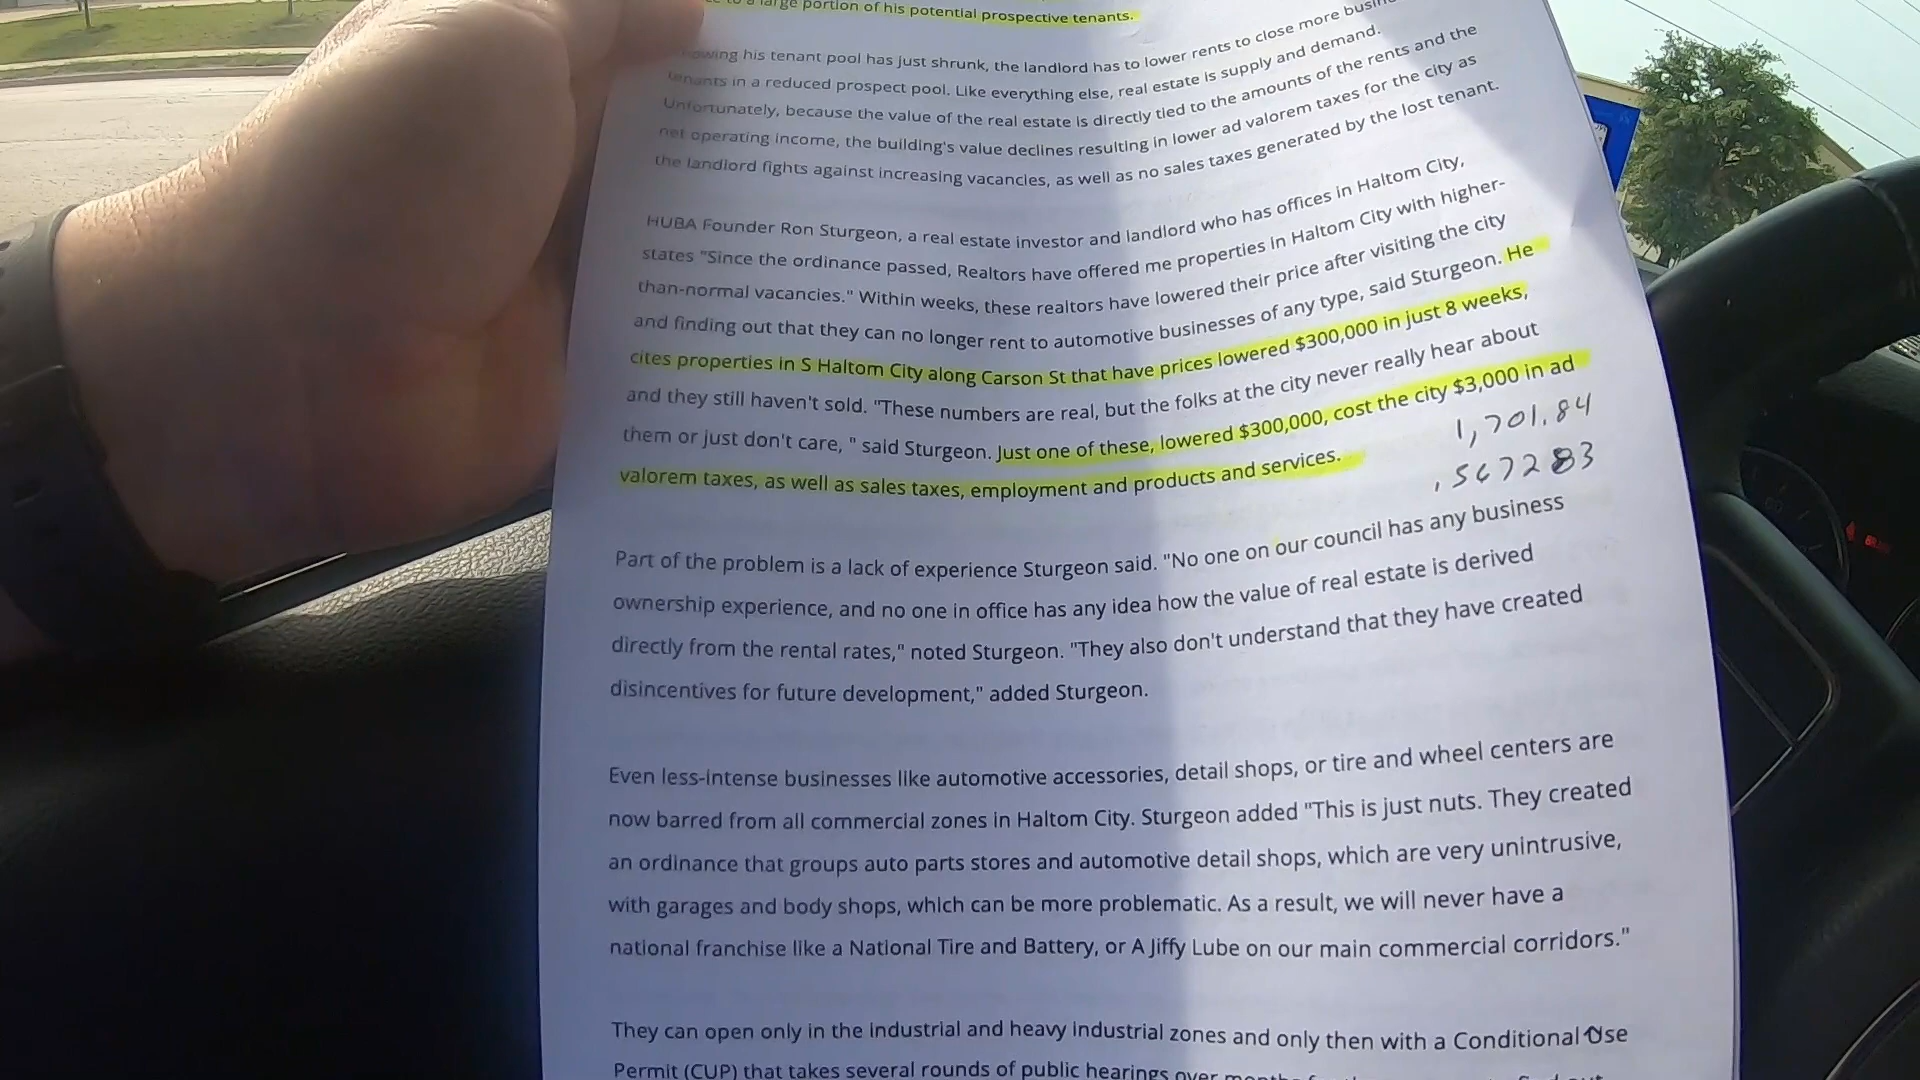 to a large portion of his potential prospective tenants.
his tenant pool has just shrunk, the landlord has to lower rents to close more
tenants in a reduced prospect pool. Like everything else, real estate is supply and demand.
Unfortunately, because the value of the real estate is directly tied to the amounts of the rents and the
net operating income, the building's value declines resulting in lower ad valorem taxes for the city as
the landlord fights against increasing vacancies, as well as no sales taxes generated by the lost tenant.
HUBA Founder Ron Sturgeon, a real estate investor and landlord who has offices in Haltom City,
states "Since the ordinance passed, Realtors have offered me properties in Haltom City with higher-
than-normal vacancies." Within weeks, these realtors have lowered their price after visiting the city
and finding out that they can no longer rent to automotive businesses of any type, said Sturgeon. He
cites properties in S Haltom City along Carson St that have prices lowered $300,000 in just 8 weeks,
and they still haven't sold. "These numbers are real, but the folks at the city never really hear about
them or just don't care, " said Sturgeon. Just one of these, lowered $300,000, cost the city $3,000 in ad
valorem taxes, as well as sales taxes, employment and products and services.
1,701.84
.567283
Part of the problem is a lack of experience Sturgeon said. "No one on our council has any business
ownership experience, and no one in office has any idea how the value of real estate is derived
directly from the rental rates," noted Sturgeon. "They also don't understand that they have created
disincentives for future development," added Sturgeon.
Even less-intense businesses like automotive accessories, detail shops, or tire and wheel centers are
now barred from all commercial zones in Haltom City. Sturgeon added "This is just nuts. They created
an ordinance that groups auto parts stores and automotive detail shops, which are very unintrusive,
with garages and body shops, which can be more problematic. As a result, we will never have a
national franchise like a National Tire and Battery, or A Jiffy Lube on our main commercial corridors."
They can open only in the industrial and heavy industrial zones and only then with a Conditional Use
Permit (CUP) that takes several rounds of public hearings over